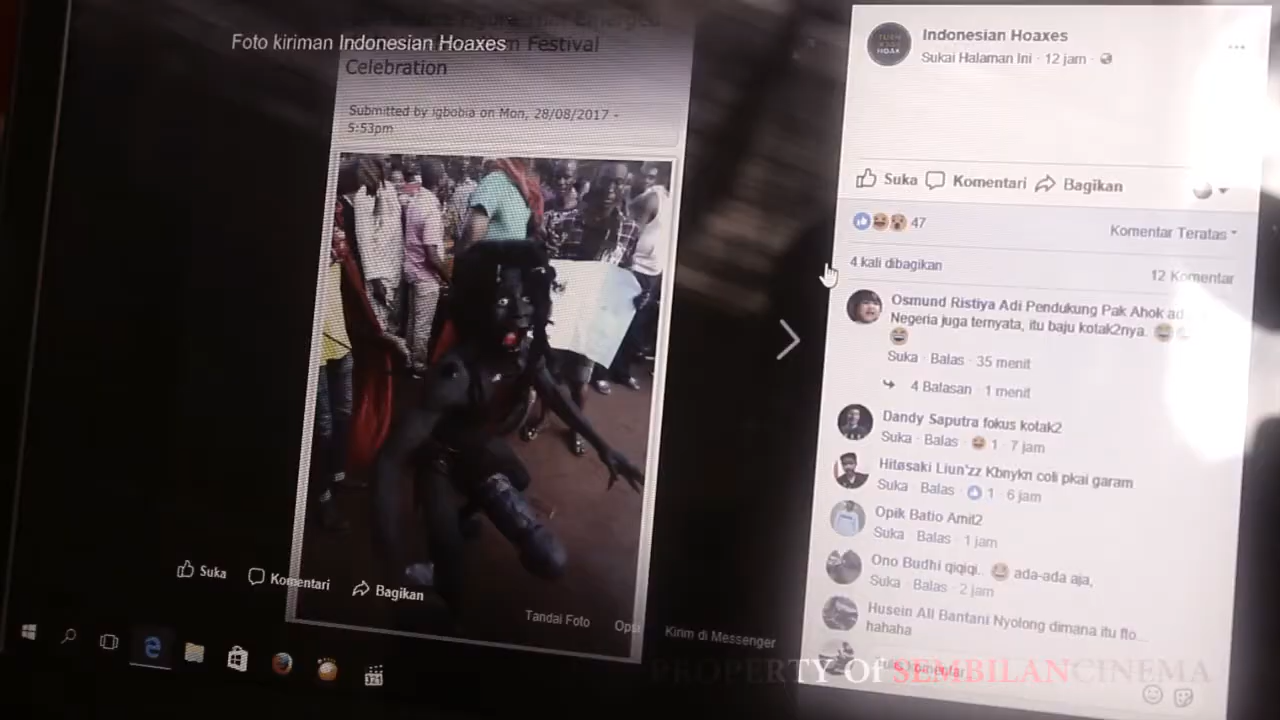 Foto kiriman Indonesian Hoaxes
Festival
Celebration
Submitted by igbobia on Mon, 28/08/2017 -
5:53pm
Suka Komentari Bagikan
Tandai Foto
Kirim di Messenger
Indonesian Hoaxes
Sukai Halaman Ini · 12 jam ·
Suka Komentari Bagikan
47
Komentar Teratas
4 kali dibagikan
12 Komentar
Osmund Ristiya Adi Pendukung Pak Ahok ad
Negeria juga ternyata, itu baju kotak2nya.
Suka · Balas · 35 menit
4 Balasan · 1 menit
Dandy Saputra fokus kotak2
Suka · Balas · 1 · 7 jam
Hitøsaki Liun'zz Kbnykn coli pkai garam
Suka · Balas · 1 · 6 jam
Opik Batio Amit2
Suka · Balas · 1 jam
Ono Budhi qiqiqi.. ada-ada aja,
Suka · Balas · 2 jam
Husein Ali Bantani Nyolong dimana itu flo...
hahaha
PROPERTY Of SEMBILANCINEMA